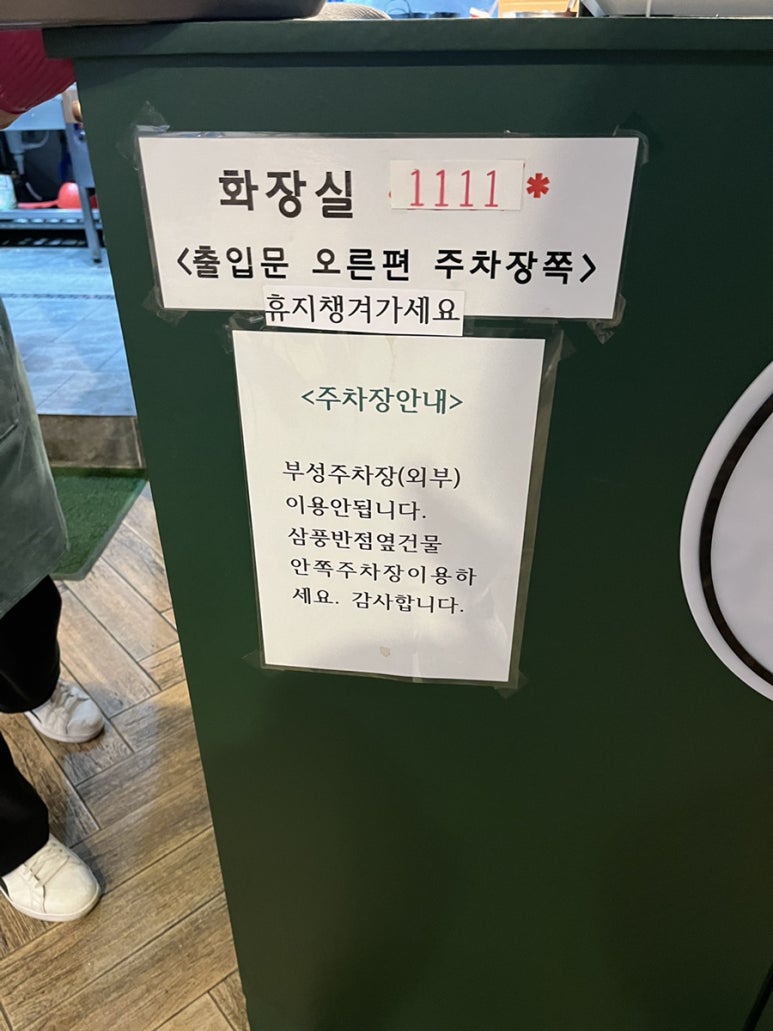 화장실 1111*
<출입문 오른편 주차장쪽>
휴지챙겨가세요
<주차장안내>
부성주차장(외부)
이용안됩니다.
삼풍반점옆건물
안쪽주차장이용하
세요. 감사합니다.